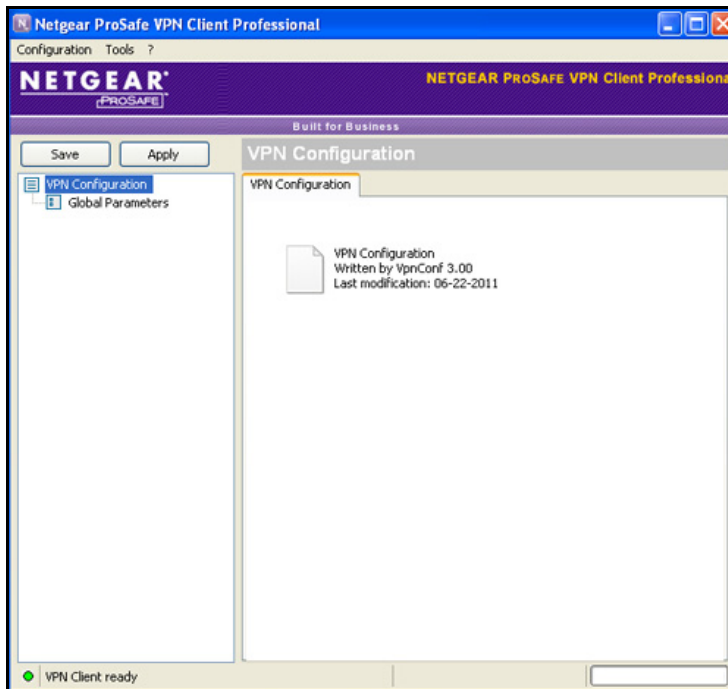 Netgear ProSafe VPN Client Professional
Configuration Tools ?
NETGEAR
PROSAFE
NETGEAR PROSAFE VPN Client Professiona
Built for Business
Save
Apply
VPN Configuration
VPN Configuration
Global Parameters
VPN Configuration
VPN Configuration
Written by VpnConf 3.00
Last modification: 06-22-2011
VPN Client ready